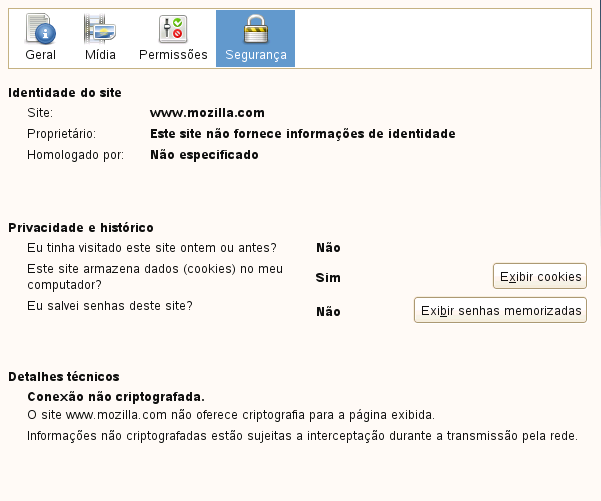 Geral Mídia Permissões Segurança
Identidade do site
Site: www.mozilla.com
Proprietário: Este site não fornece informações de identidade
Homologado por: Não especificado
Privacidade e histórico
Eu tinha visitado este site ontem ou antes? Não
Este site armazena dados (cookies) no meu
computador? Sim Exibir cookies
Eu salvei senhas deste site? Não Exibir senhas memorizadas
Detalhes técnicos
Conexão não criptografada.
O site www.mozilla.com não oferece criptografia para a página exibida.
Informações não criptografadas estão sujeitas a interceptação durante a transmissão pela rede.